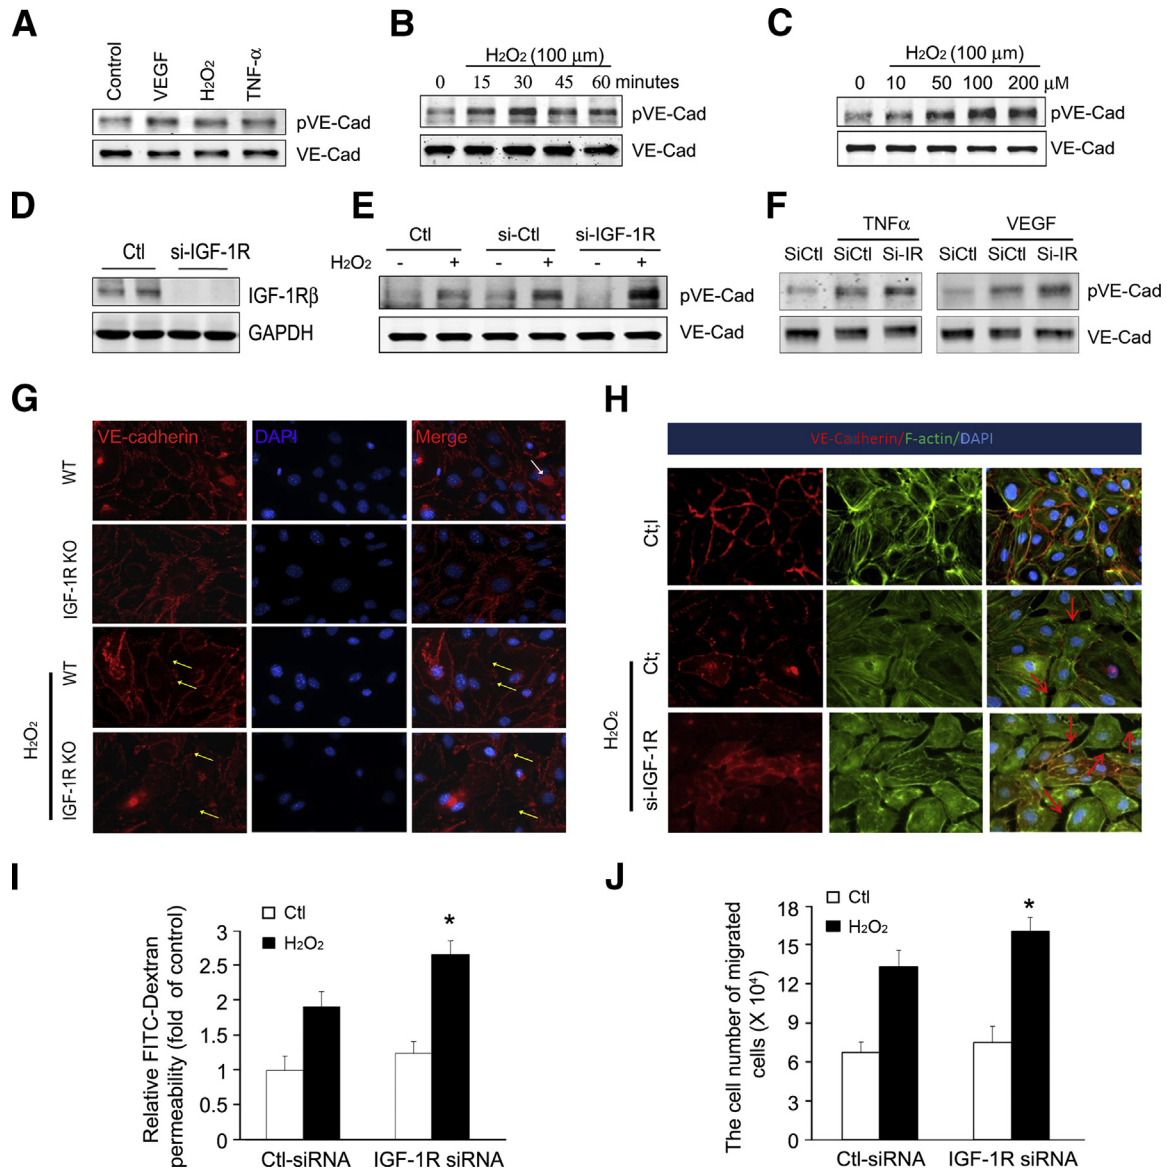 A
Control
VEGF
H2O2
TNF-α
pVE-Cad
VE-Cad
B
H2O2 (100 μm)
0 15 30 45 60 minutes
pVE-Cad
VE-Cad
C
H2O2 (100 μm)
0 10 50 100 200 μM
pVE-Cad
VE-Cad
D
Ctl si-IGF-1R
IGF-1Rβ
GAPDH
E
Ctl si-Ctl si-IGF-1R
H2O2 - + - + - +
pVE-Cad
VE-Cad
F
TNFα VEGF
SiCtl SiCtl Si-IR SiCtl SiCtl Si-IR
pVE-Cad
VE-Cad
G
VE-cadherin DAPI Merge
WT
IGF-1R KO
WT
IGF-1R KO
H2O2
H
VE-Cadherin/F-actin/DAPI
Ct;l
Ct;
si-IGF-1R
H2O2
I
Relative FITC-Dextran
permeability (fold of control)
Ctl
H2O2
3
2.5
2
1.5
1
0.5
0
*
Ctl-siRNA IGF-1R siRNA
J
The cell number of migrated
cells (X 10⁴)
Ctl
H2O2
18
15
12
9
6
3
0
*
Ctl-siRNA IGF-1R siRNA